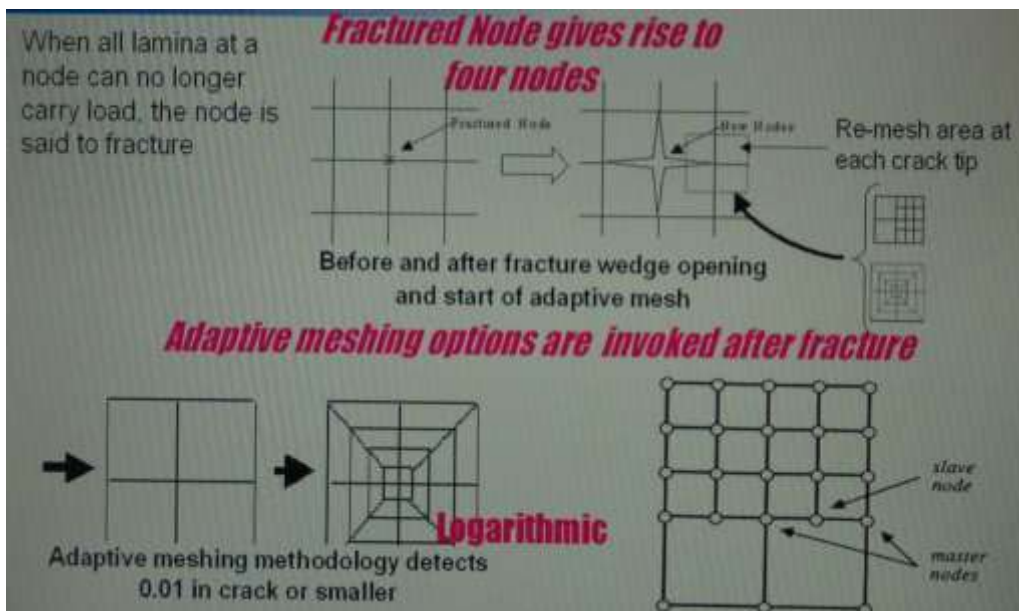 When all lamina at a
node can no longer
carry load, the node is
said to fracture
Fractured Node gives rise to
four nodes
Fractured Node
New Nodes
Re-mesh area at
each crack tip
Before and after fracture wedge opening
and start of adaptive mesh
Adaptive meshing options are invoked after fracture
Logarithmic
Adaptive meshing methodology detects
0.01 in crack or smaller
slave
node
master
nodes